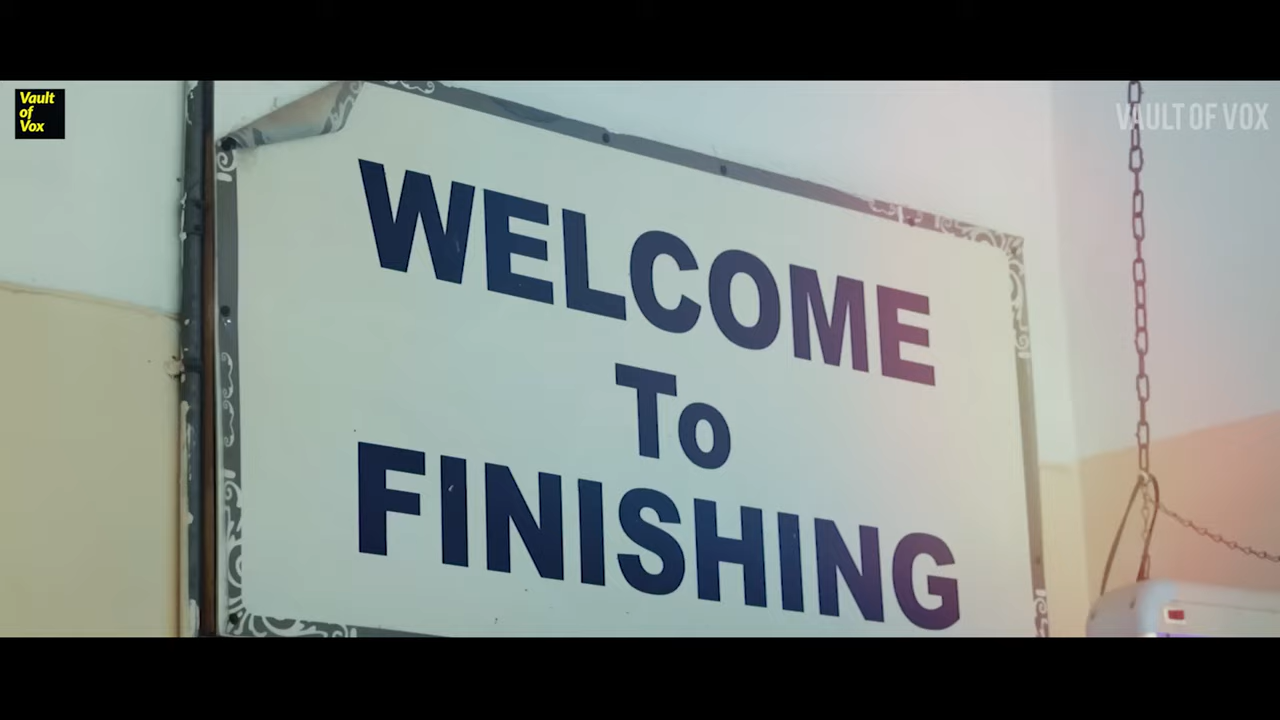 Vault
of
Vox
VAULT OF VOX
WELCOME
To
FINISHING